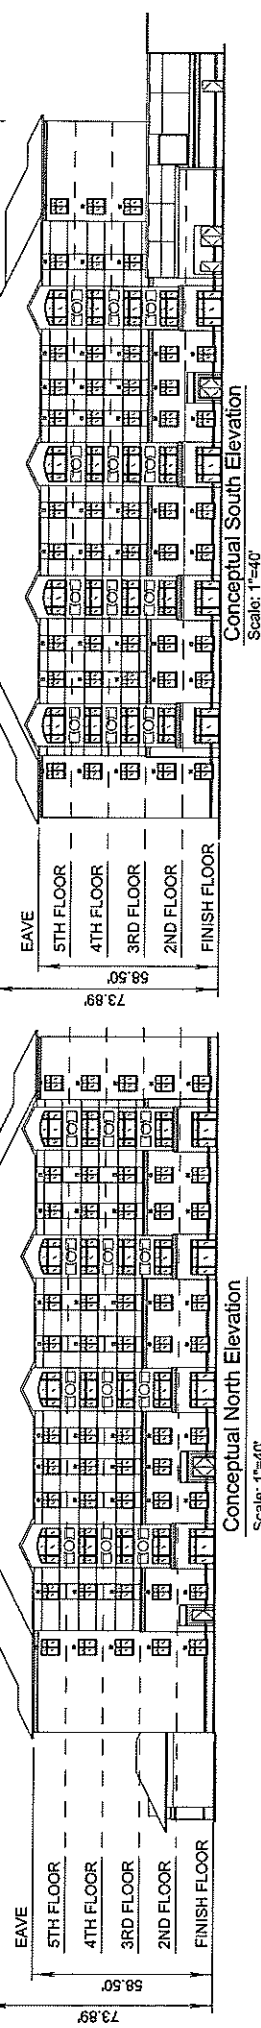 EAVE
5TH FLOOR
4TH FLOOR
3RD FLOOR
2ND FLOOR
FINISH FLOOR
58.50'
73.89'
Conceptual South Elevation
Scale: 1"=40'
EAVE
5TH FLOOR
4TH FLOOR
3RD FLOOR
2ND FLOOR
FINISH FLOOR
58.50'
73.89'
Conceptual North Elevation
Scale: 1"=40'